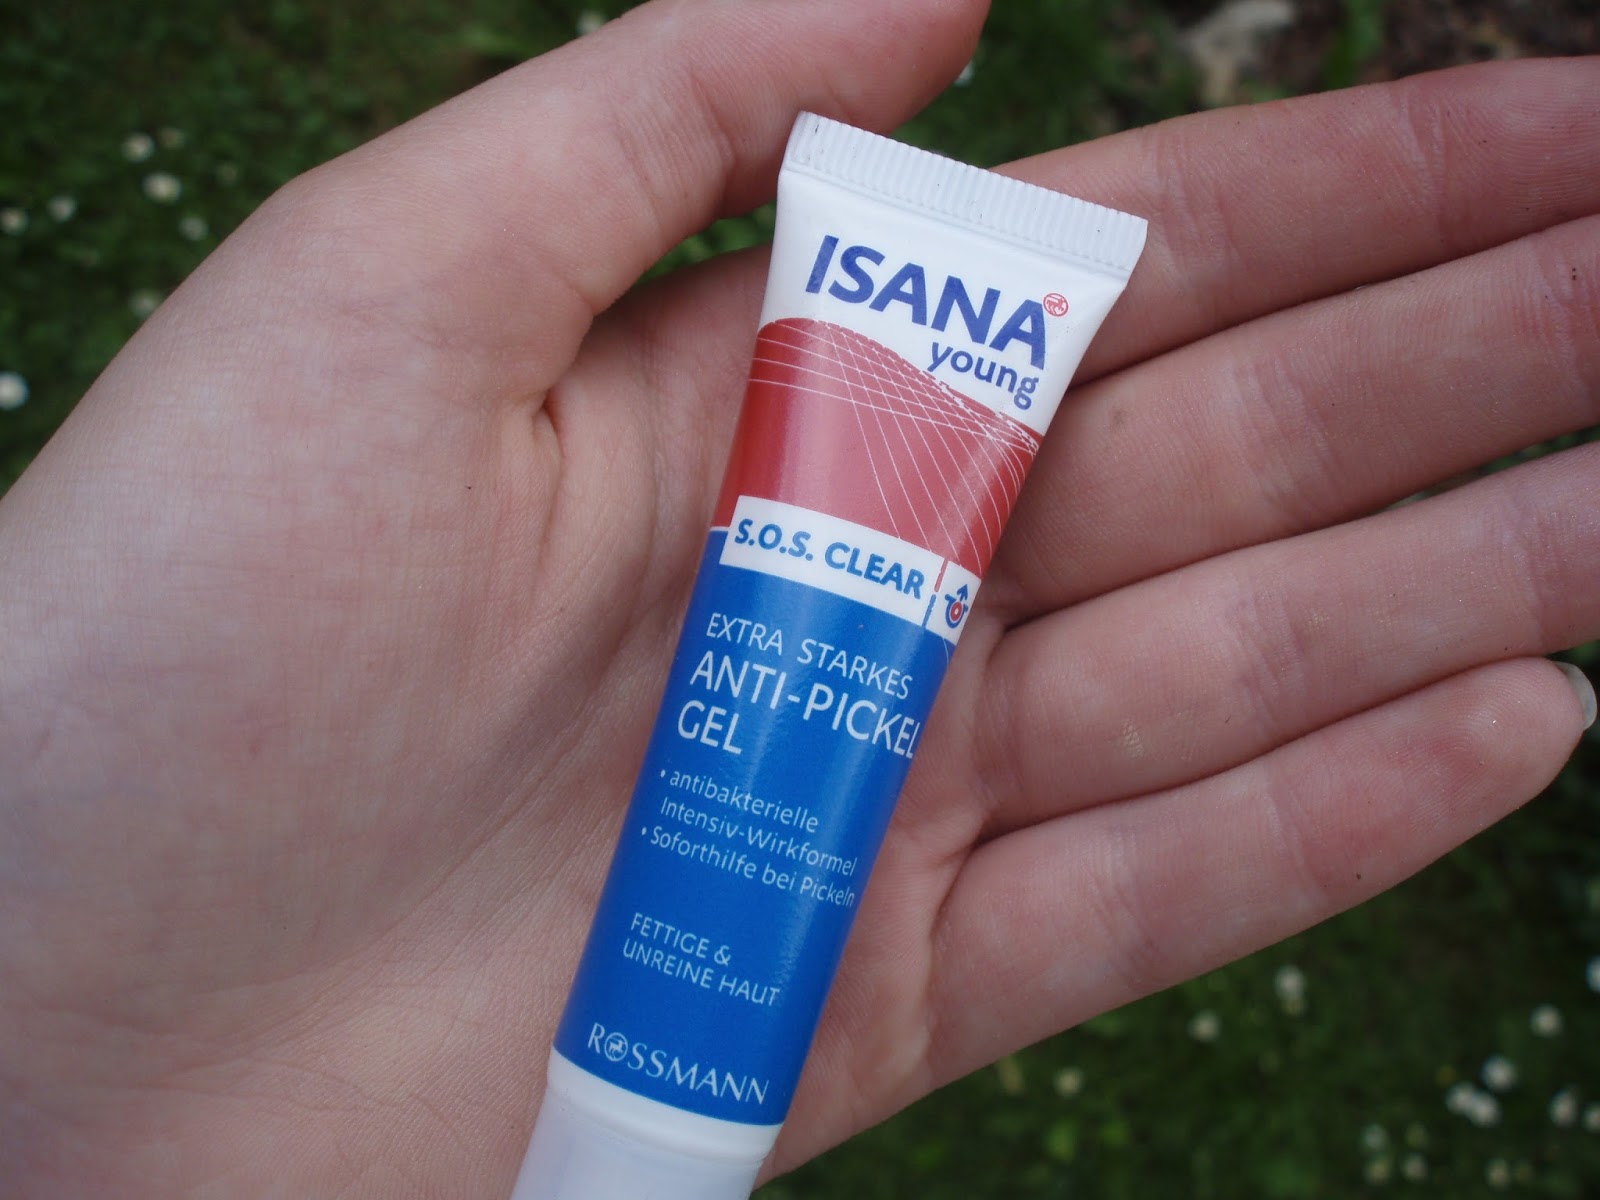 ISANA
young
S.O.S. CLEAR
EXTRA STARKES
ANTI-PICKEL
GEL
• antibakterielle
Intensiv-Wirkformel
• Soforthilfe bei Pickeln
FETTIGE &
UNREINE HAUT
ROSSMANN